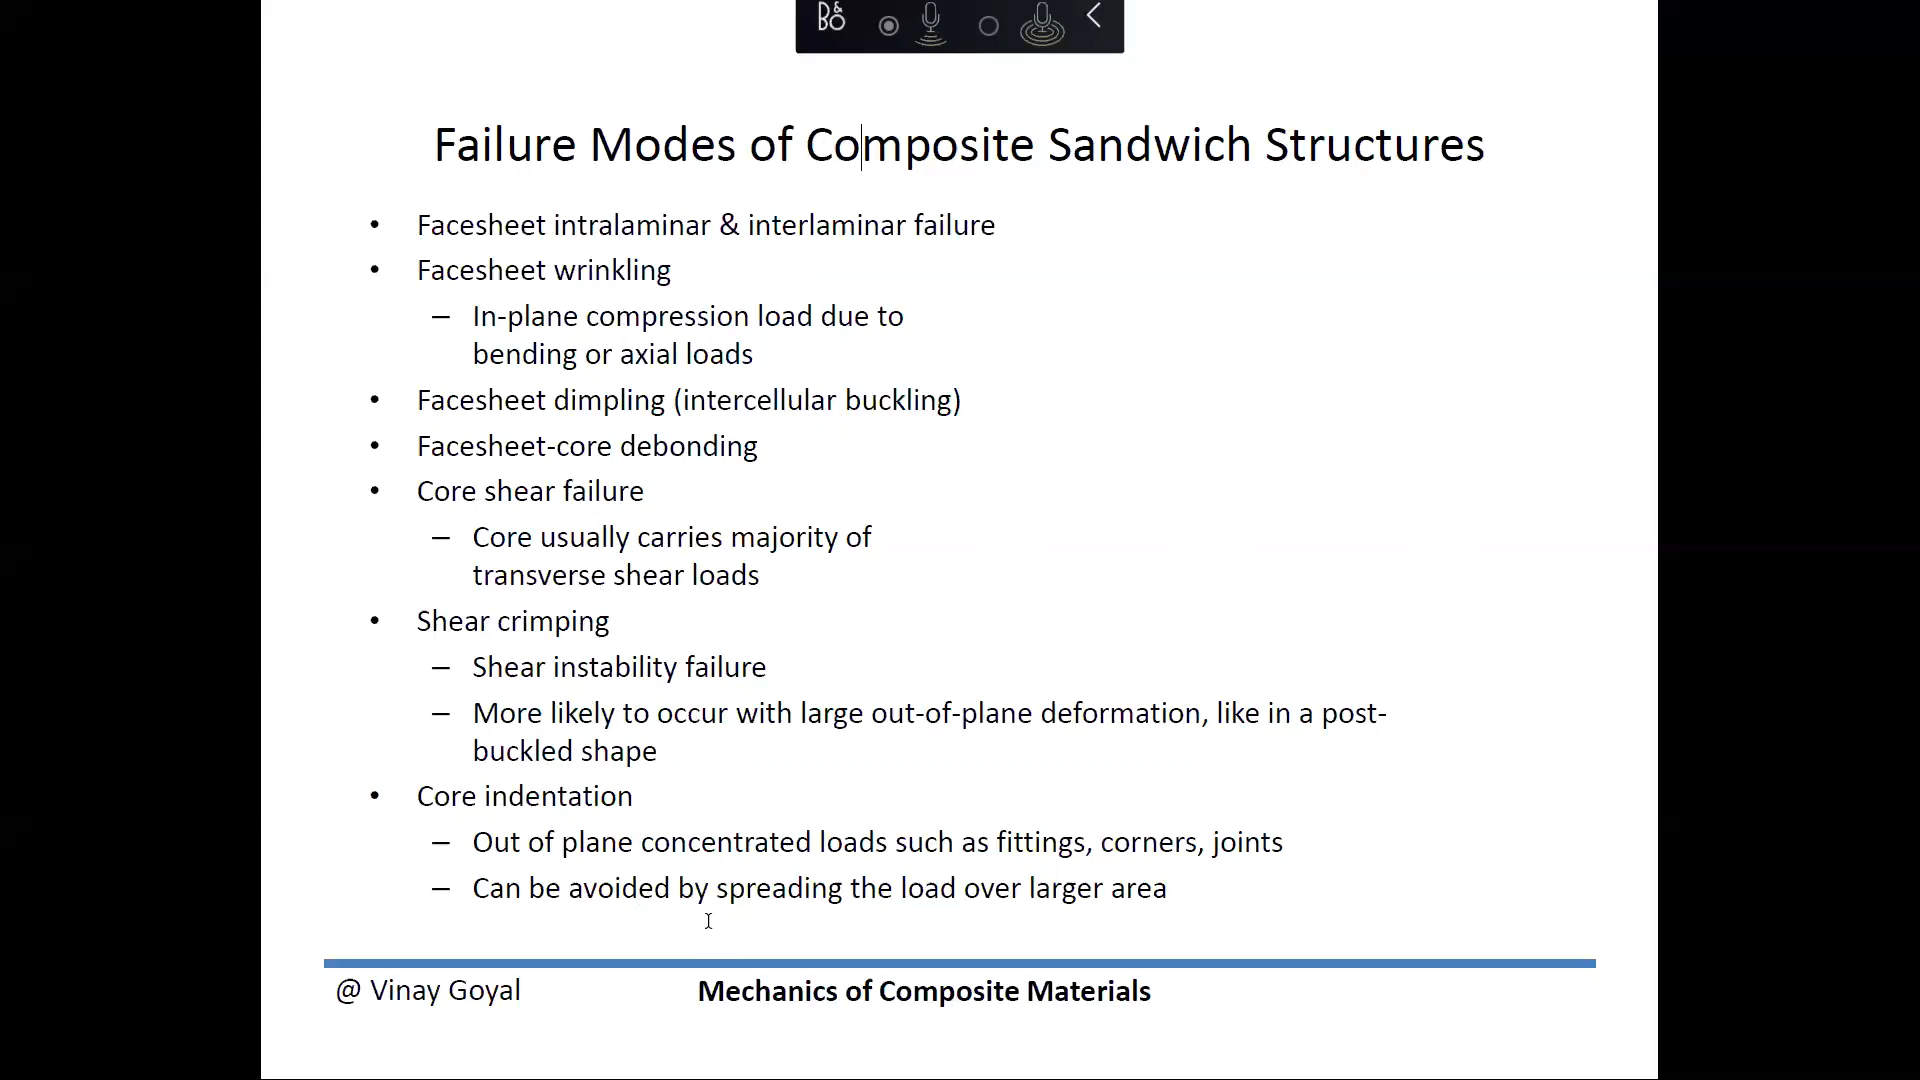 B&O
Failure Modes of Composite Sandwich Structures
• Facesheet intralaminar & interlaminar failure
• Facesheet wrinkling
– In-plane compression load due to
bending or axial loads
• Facesheet dimpling (intercellular buckling)
• Facesheet-core debonding
• Core shear failure
– Core usually carries majority of
transverse shear loads
• Shear crimping
– Shear instability failure
– More likely to occur with large out-of-plane deformation, like in a post-
buckled shape
• Core indentation
– Out of plane concentrated loads such as fittings, corners, joints
– Can be avoided by spreading the load over larger area
@ Vinay Goyal
Mechanics of Composite Materials